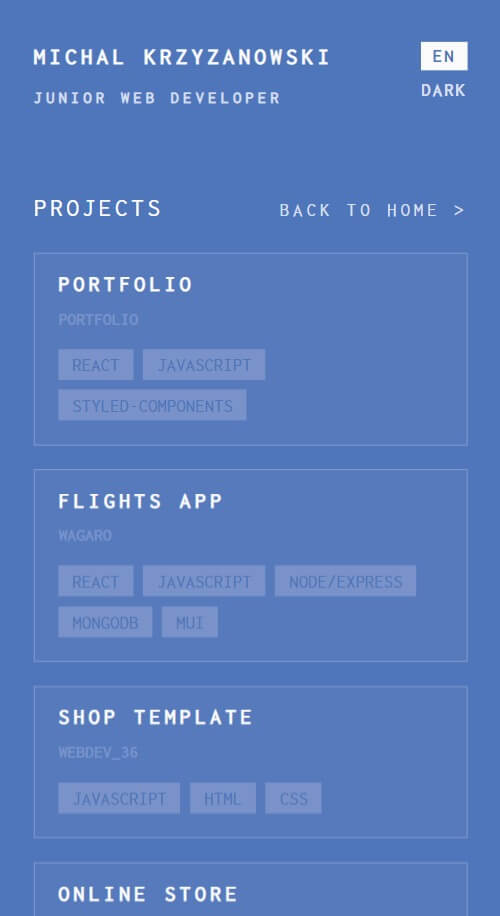 MICHAL KRZYZANOWSKI
EN
JUNIOR WEB DEVELOPER
DARK
PROJECTS
BACK TO HOME >
PORTFOLIO
PORTFOLIO
REACT JAVASCRIPT
STYLED-COMPONENTS
FLIGHTS APP
WAGARO
REACT JAVASCRIPT NODE/EXPRESS
MONGODB MUI
SHOP TEMPLATE
WEBDEV_36
JAVASCRIPT HTML CSS
ONLINE STORE